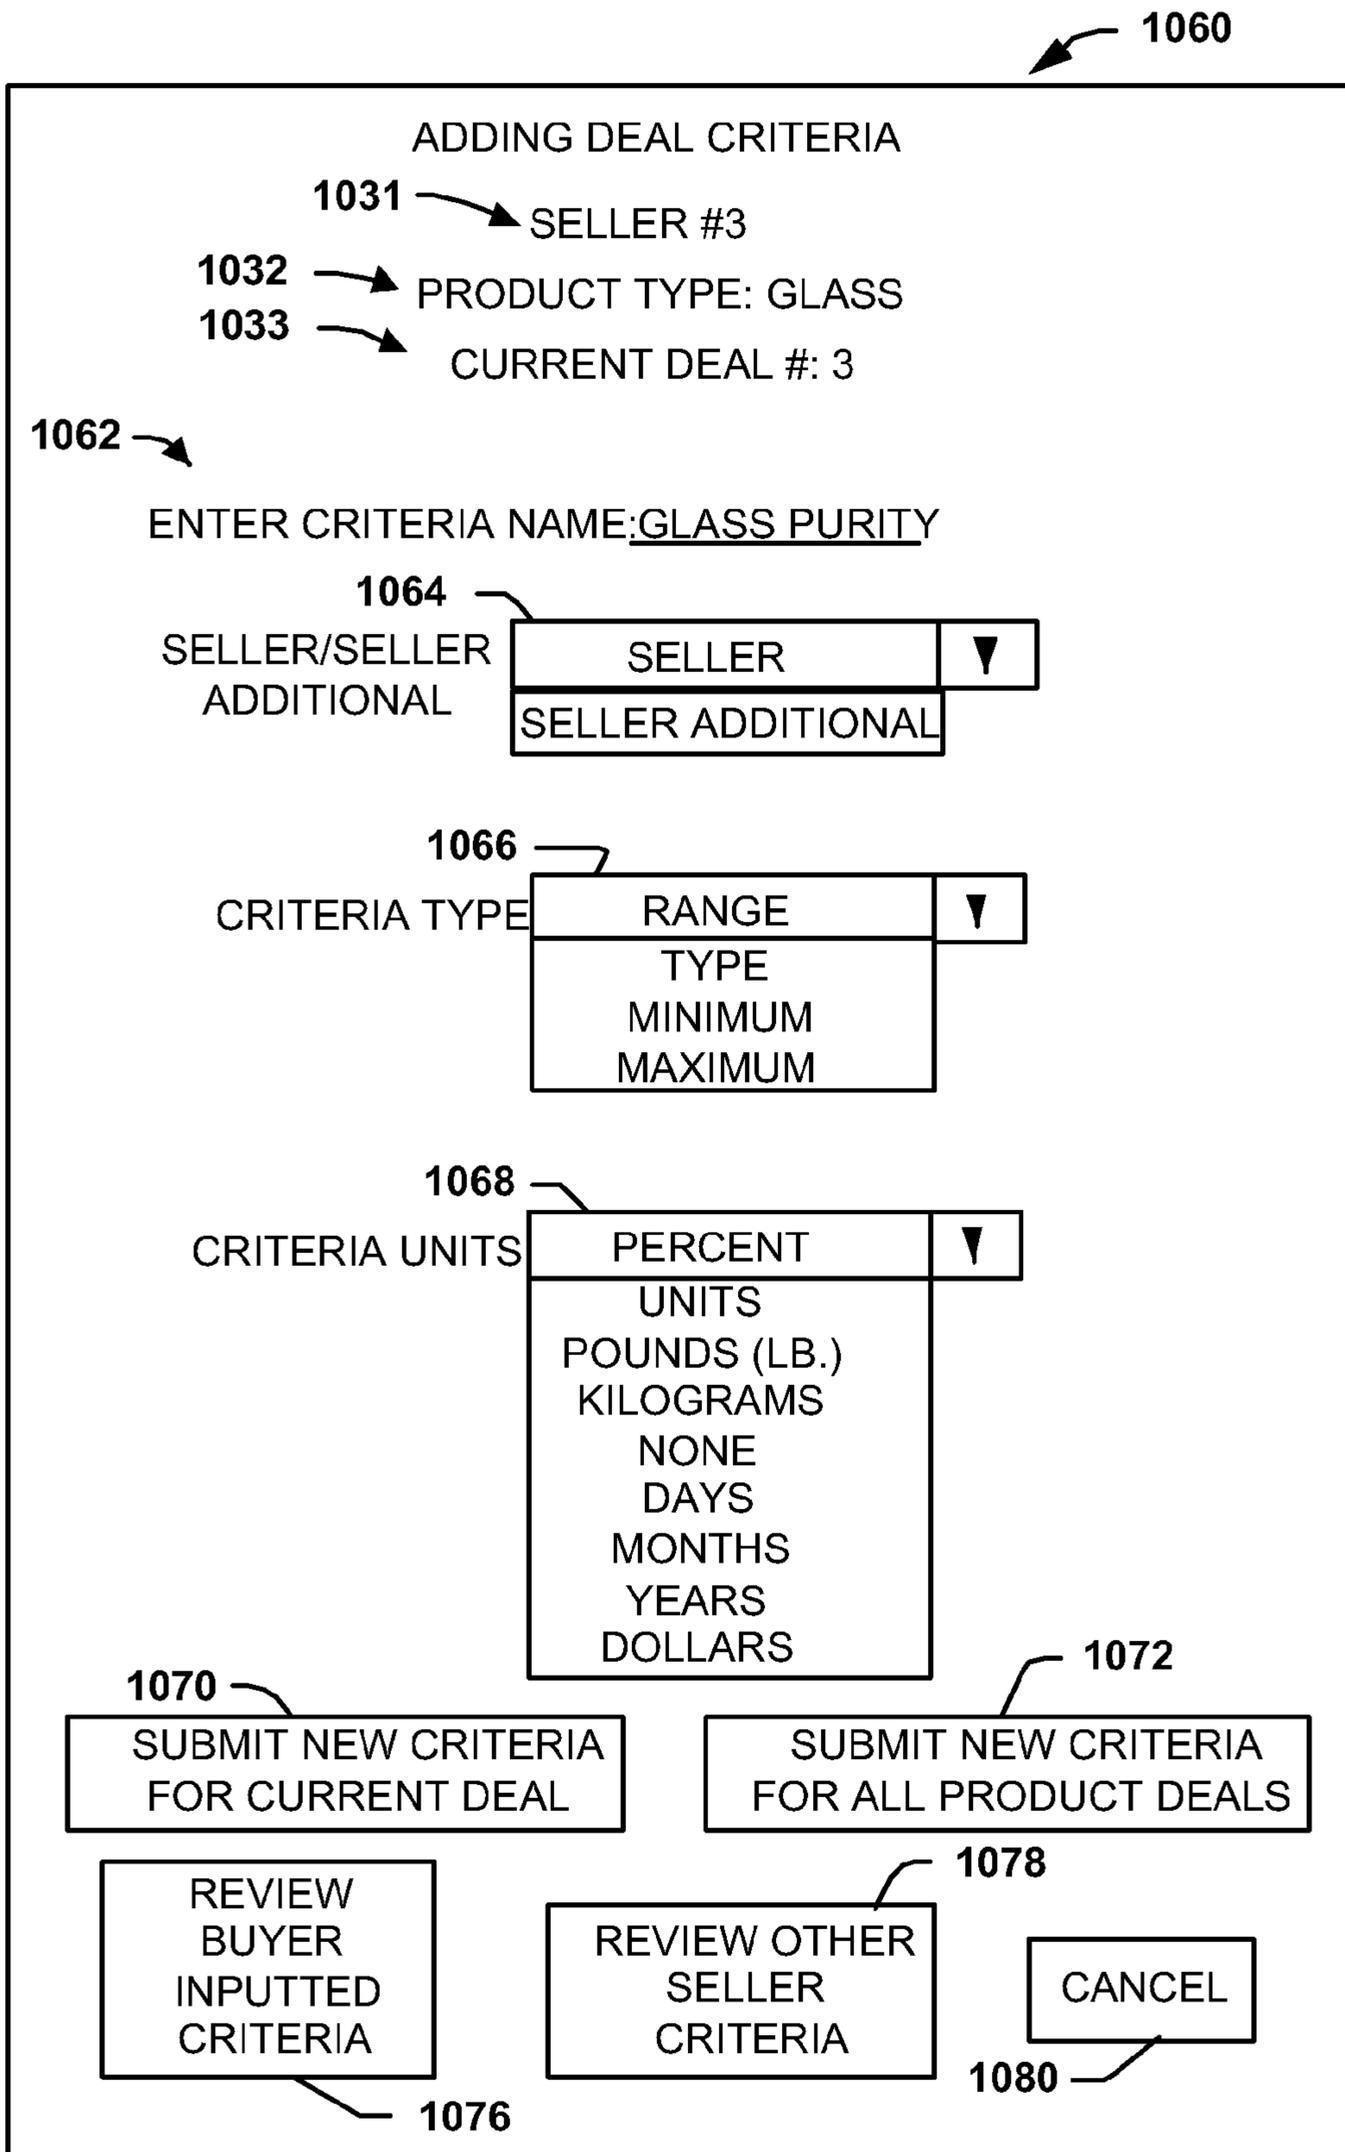 1060
ADDING DEAL CRITERIA
1031
SELLER #3
1032
PRODUCT TYPE: GLASS
1033
CURRENT DEAL #: 3
1062
ENTER CRITERIA NAME:GLASS PURITY
1064
SELLER/SELLER
ADDITIONAL
SELLER
SELLER ADDITIONAL
1066
CRITERIA TYPE
RANGE
TYPE
MINIMUM
MAXIMUM
1068
CRITERIA UNITS
PERCENT
UNITS
POUNDS (LB.)
KILOGRAMS
NONE
DAYS
MONTHS
YEARS
DOLLARS
1070
SUBMIT NEW CRITERIA
FOR CURRENT DEAL
1072
SUBMIT NEW CRITERIA
FOR ALL PRODUCT DEALS
REVIEW
BUYER
INPUTTED
CRITERIA
1076
1078
REVIEW OTHER
SELLER
CRITERIA
CANCEL
1080